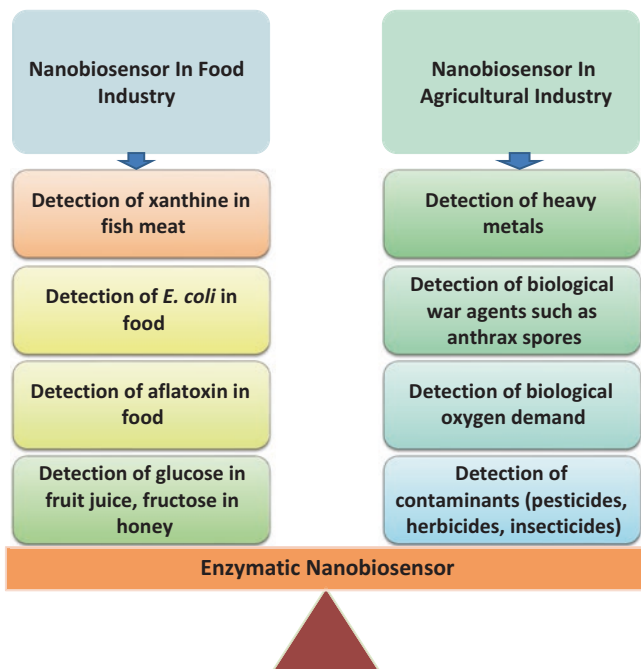 Nanobiosensor In Food
Industry
Detection of xanthine in
fish meat
Detection of E. coli in
food
Detection of aflatoxin in
food
Detection of glucose in
fruit juice, fructose in
honey
Nanobiosensor In
Agricultural Industry
Detection of heavy
metals
Detection of biological
war agents such as
anthrax spores
Detection of biological
oxygen demand
Detection of
contaminants (pesticides,
herbicides, insecticides)
Enzymatic Nanobiosensor